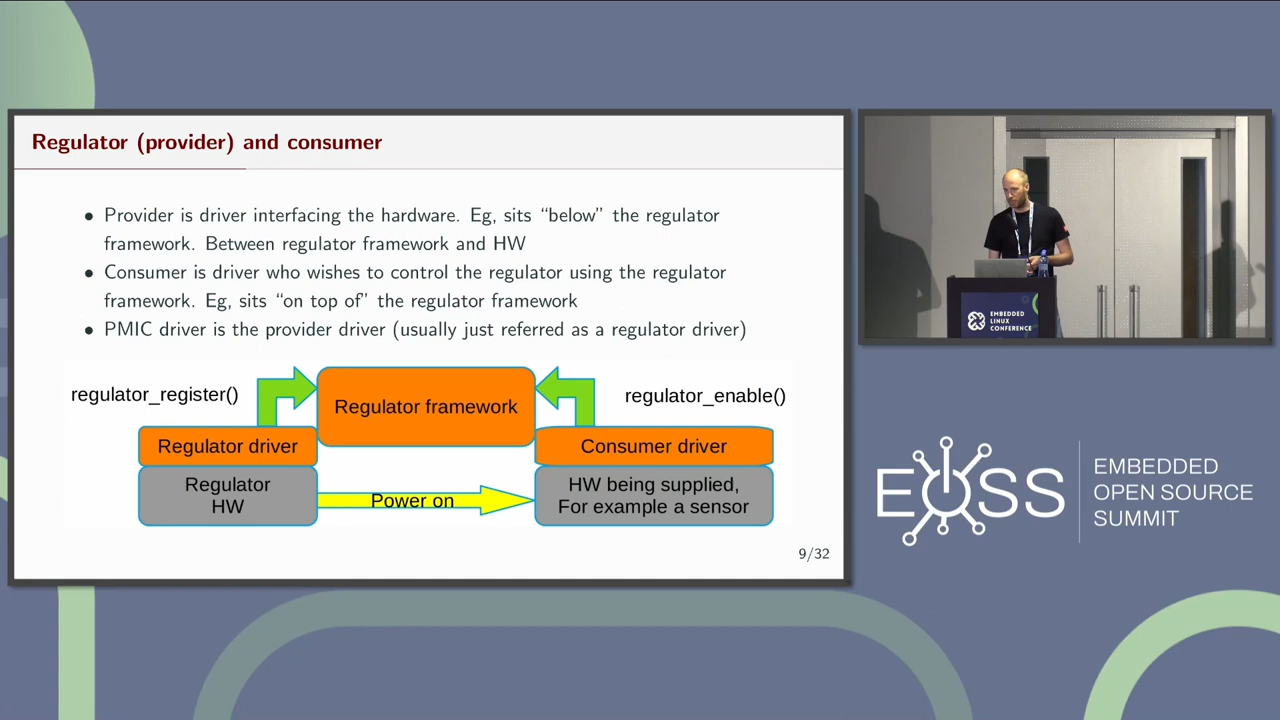 Regulator (provider) and consumer
• Provider is driver interfacing the hardware. Eg, sits “below” the regulator
framework. Between regulator framework and HW
• Consumer is driver who wishes to control the regulator using the regulator
framework. Eg, sits “on top of” the regulator framework
• PMIC driver is the provider driver (usually just referred as a regulator driver)
regulator_register()
Regulator framework
regulator_enable()
Regulator driver
Consumer driver
Regulator
HW
Power on
HW being supplied,
For example a sensor
9/32
EMBEDDED
LINUX
CONFERENCE
EOSS
EMBEDDED
OPEN SOURCE
SUMMIT